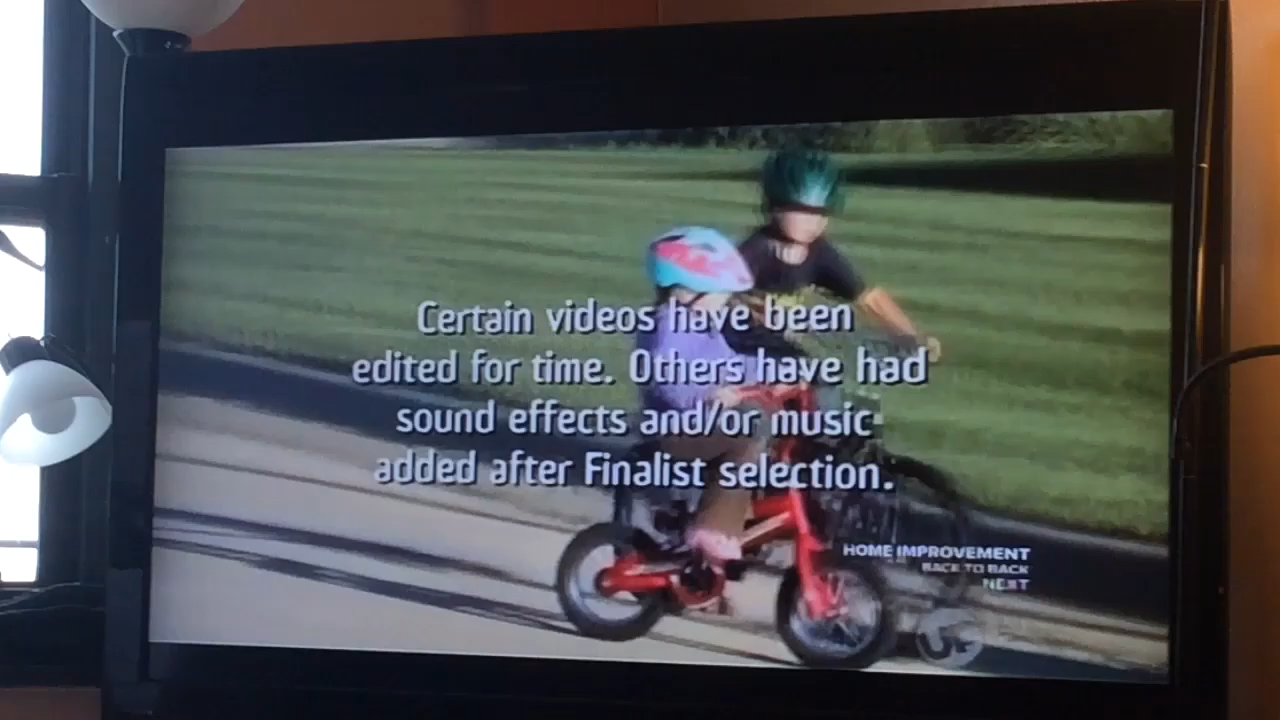 Certain videos have been
edited for time. Others have had
sound effects and/or music
added after Finalist selection.
HOME IMPROVEMENT
BACK TO BACK
NEXT
UP